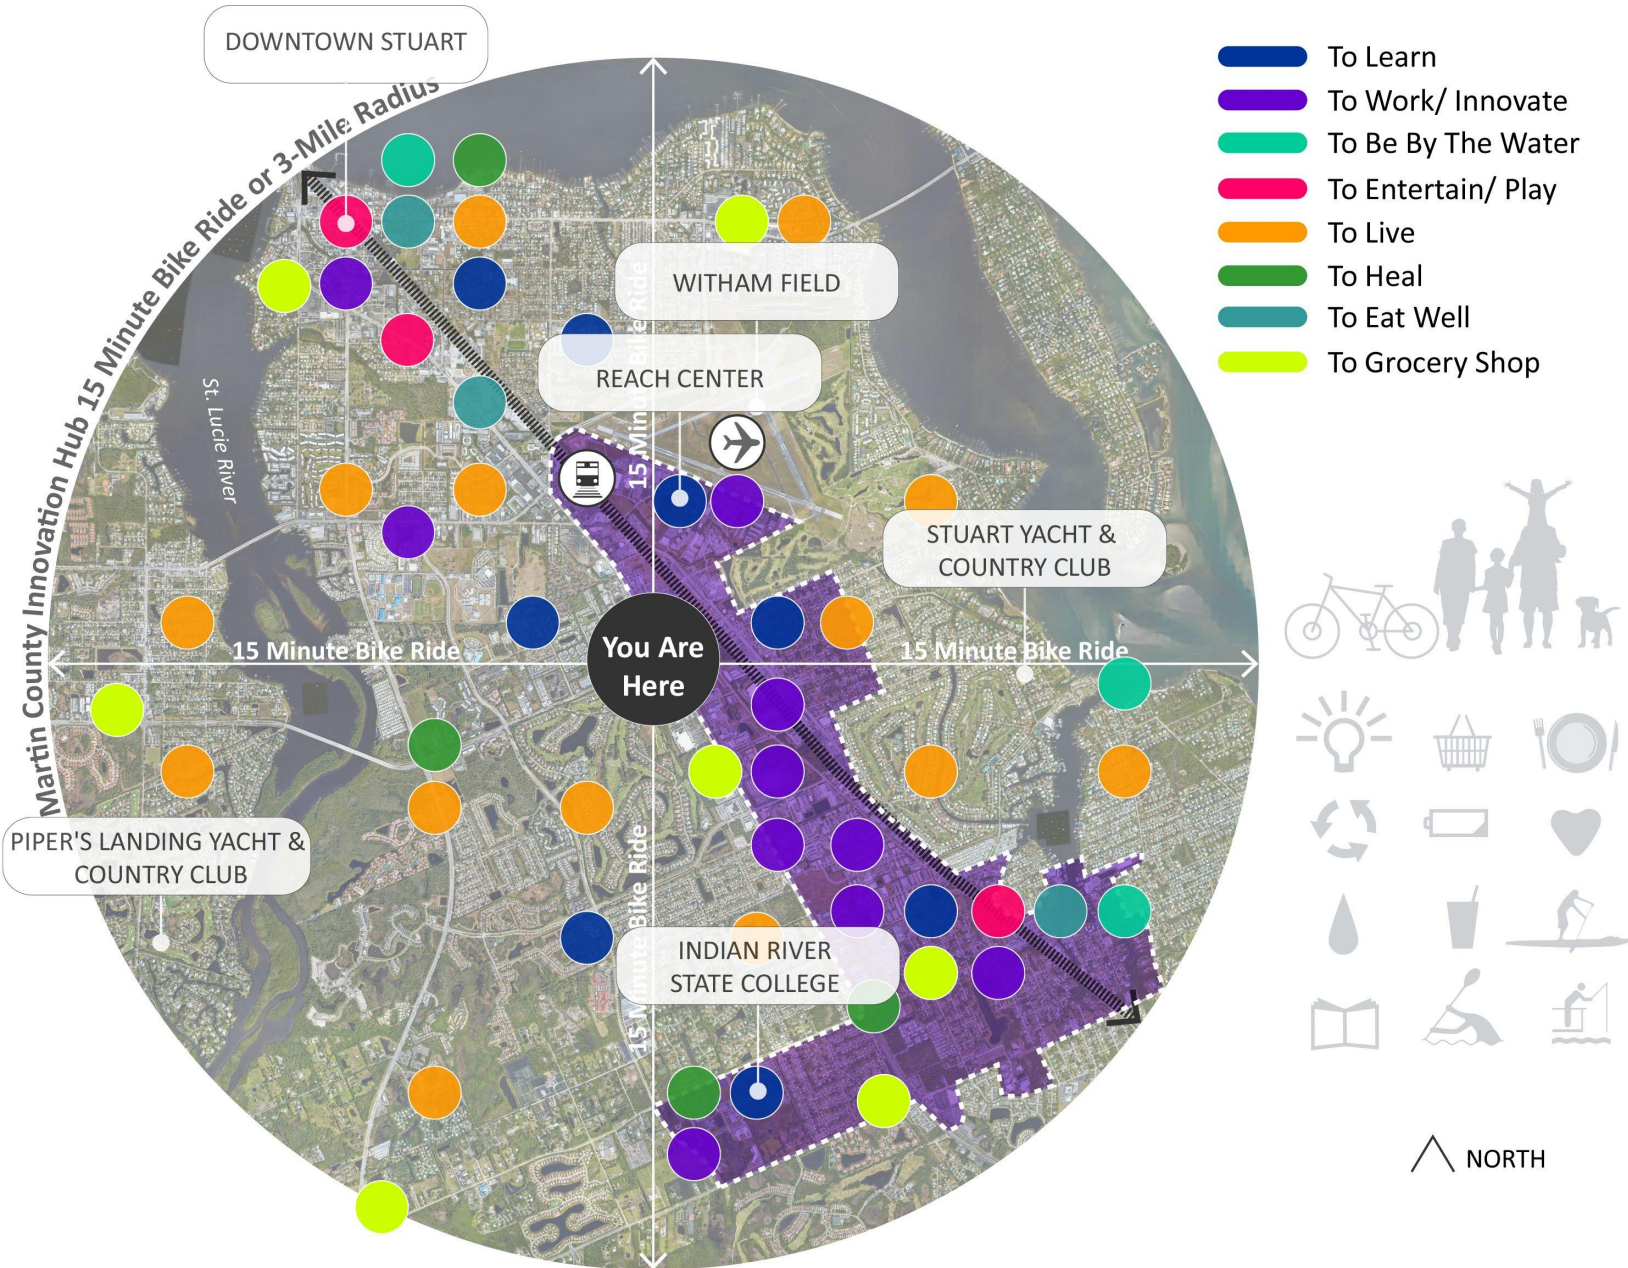 DOWNTOWN STUART
Martin County Innovation Hub 15 Minute Bike Ride or 3-Mile Radius
To Learn
To Work/ Innovate
To Be By The Water
To Entertain/ Play
To Live
To Heal
To Eat Well
To Grocery Shop
WITHAM FIELD
15 Minute Bike Ride
REACH CENTER
St. Lucie River
STUART YACHT &
COUNTRY CLUB
15 Minute Bike Ride
You Are
Here
15 Minute Bike Ride
PIPER'S LANDING YACHT &
COUNTRY CLUB
15 Minute Bike Ride
INDIAN RIVER
STATE COLLEGE
NORTH